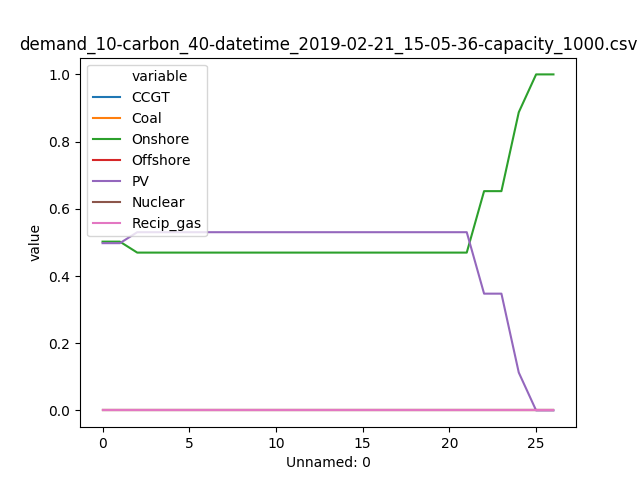 demand_10-carbon_40-datetime_2019-02-21_15-05-36-capacity_1000.csv
variable
CCGT
Coal
Onshore
Offshore
PV
Nuclear
Recip_gas
value
1.0
0.8
0.6
0.4
0.2
0.0
0 5 10 15 20 25
Unnamed: 0